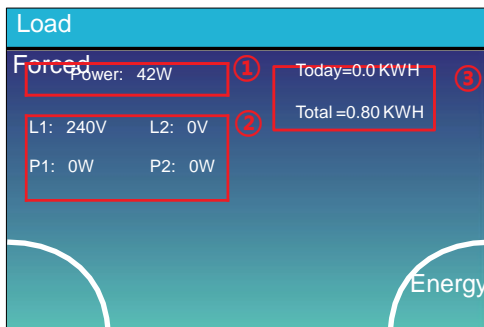 Load
Forced
Power: 42W
①
Today=0.0 KWH
③
Total =0.80 KWH
L1: 240V L2: 0V
②
P1: 0W P2: 0W
Energy